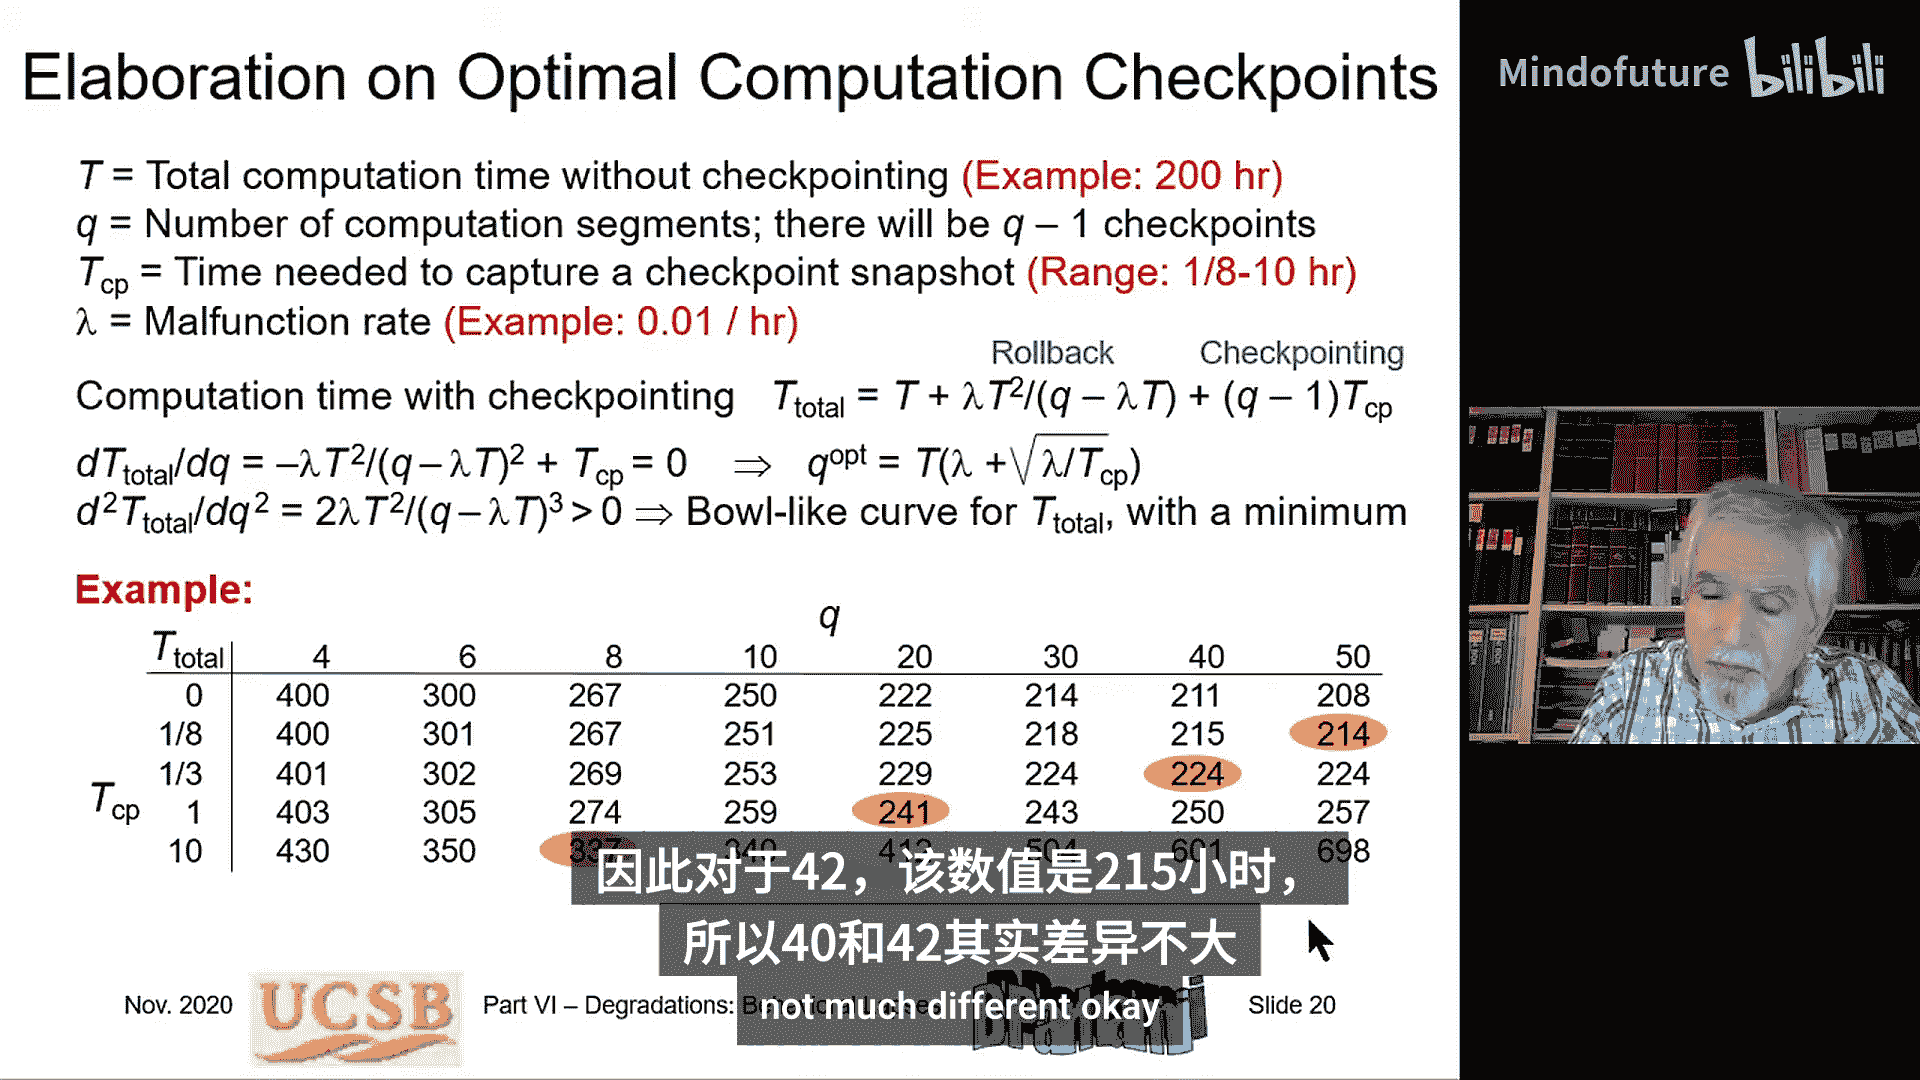 Elaboration on Optimal Computation Checkpoints
Mindofuture bilibili
T = Total computation time without checkpointing (Example: 200 hr)
q = Number of computation segments; there will be q – 1 checkpoints
Tcp = Time needed to capture a checkpoint snapshot (Range: 1/8-10 hr)
λ = Malfunction rate (Example: 0.01 / hr)
Rollback Checkpointing
Computation time with checkpointing Ttotal = T + λT²/(q – λT) + (q – 1)Tcp
dTtotal/dq = –λT²/(q – λT)² + Tcp = 0 ⇒ qopt = T(λ + √λ/Tcp)
d²Ttotal/dq² = 2λT²/(q – λT)³ > 0 ⇒ Bowl-like curve for Ttotal, with a minimum
Example:
q
Ttotal 4 6 8 10 20 30 40 50
0 400 300 267 250 222 214 211 208
1/8 400 301 267 251 225 218 215 214
1/3 401 302 269 253 229 224 224 224
Tcp
1 403 305 274 259 241 243 250 257
10 430 350 337 340 413 504 601 698
因此对于42，该数值是215小时，
所以40和42其实差异不大
not much different okay
Nov. 2020 UCSB Part VI – Degradations: Slide 20